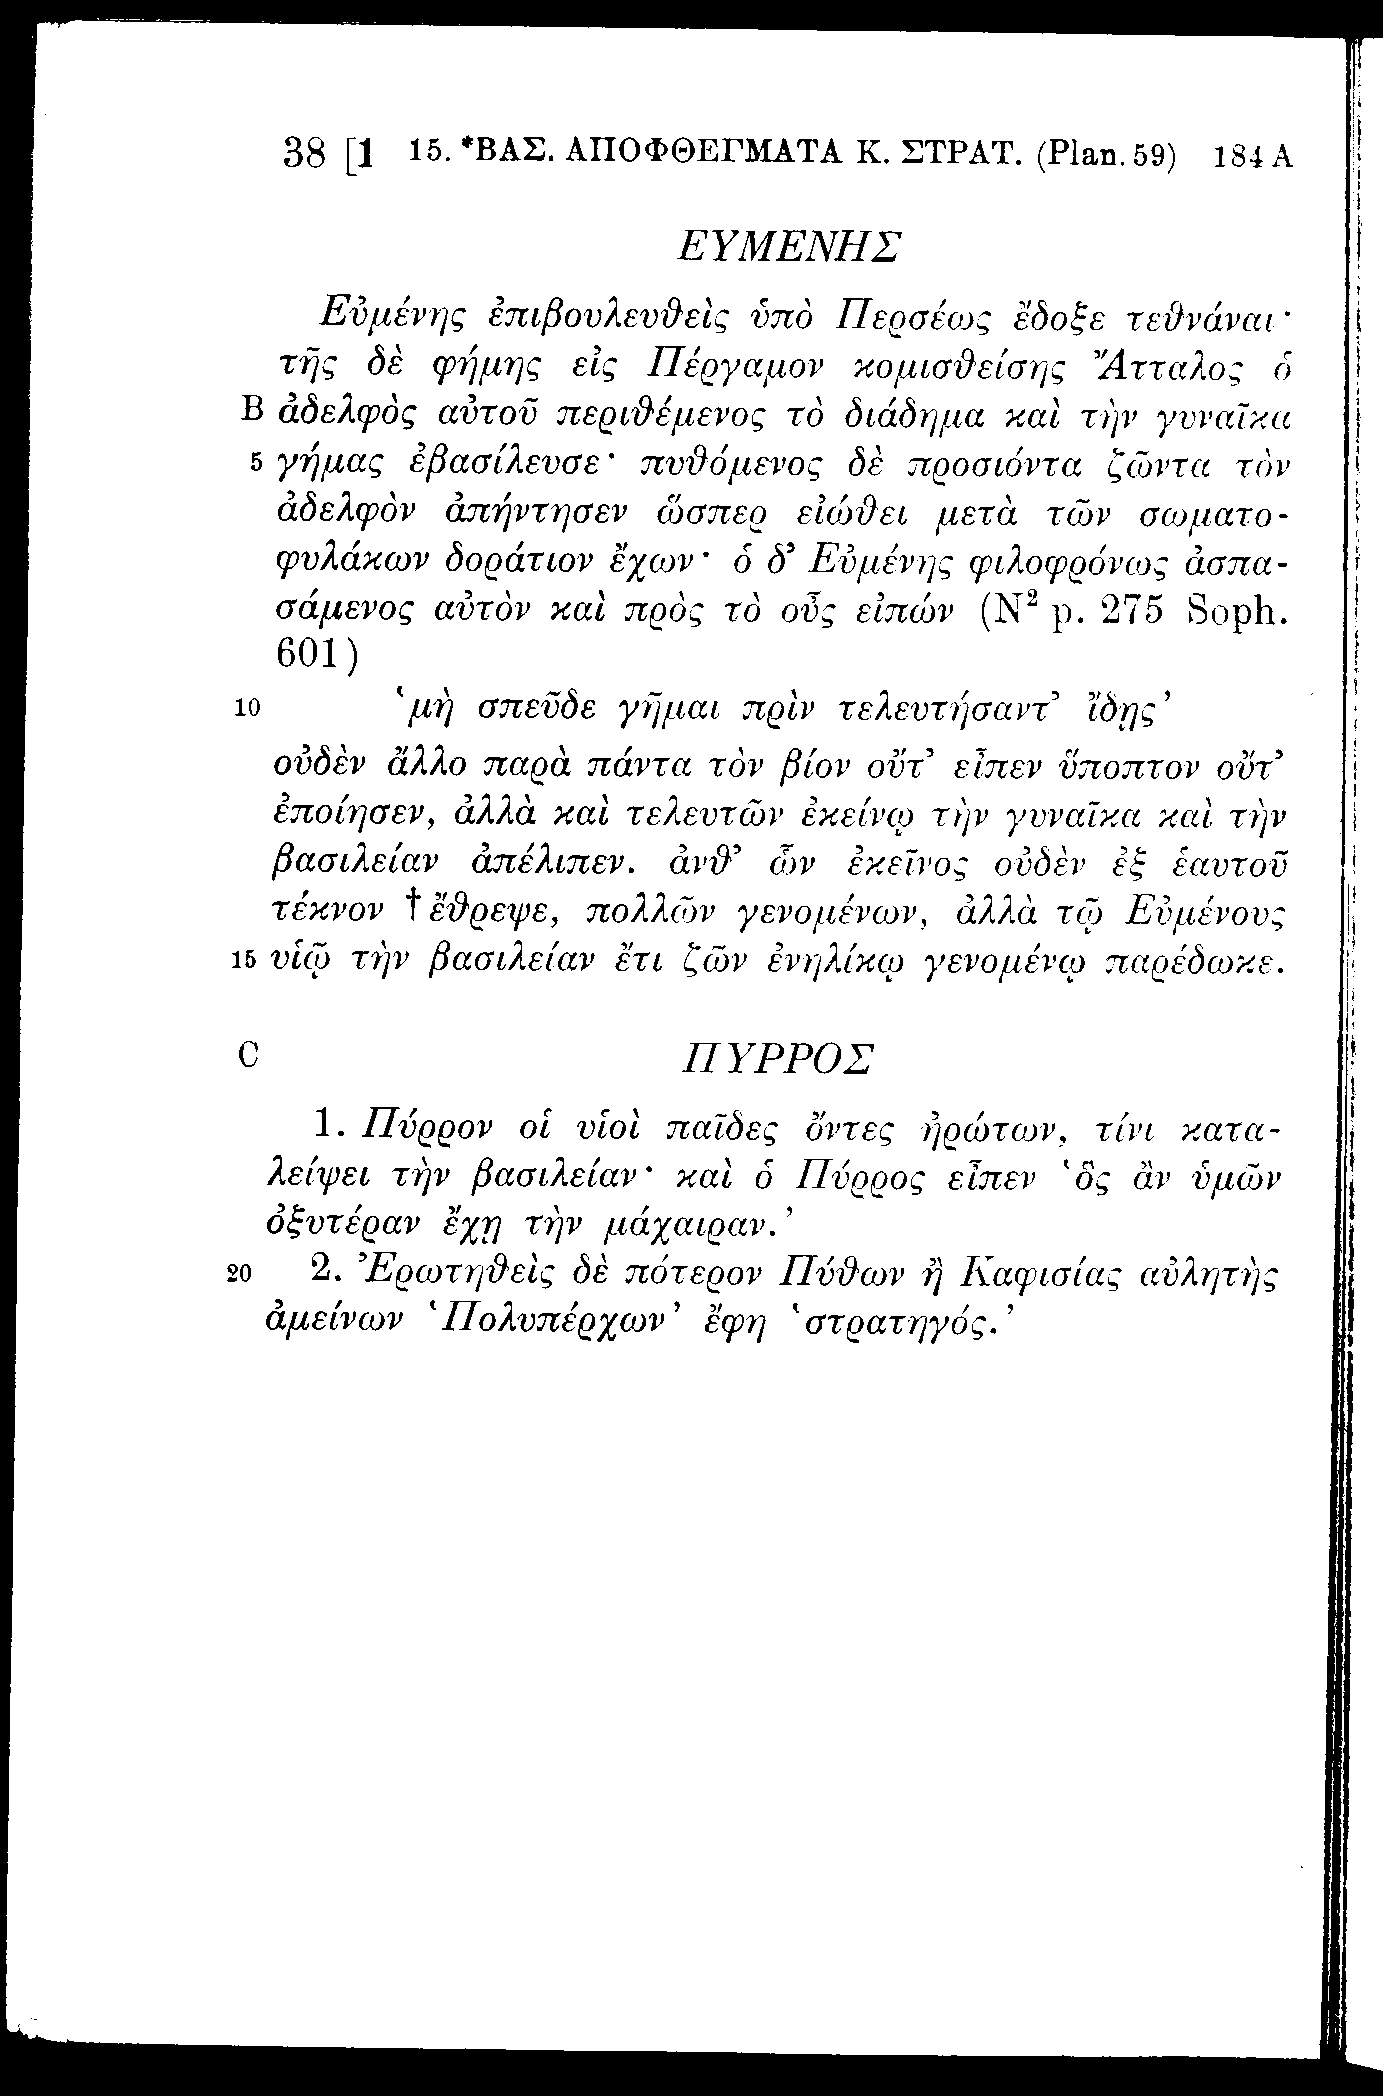 38 [1 15. *ΒΑΣ. ΑΠΟΦΘΕΓΜΑΤΑ Κ. ΣΤΡΑΤ. (Plan. 59) 184 A
ΕΥΜΕΝΗΣ
Εὐμένης ἐπιβουλευθεὶς ὑπὸ Περσέως ἔδοξε τεθνάναι·
τῆς δὲ φήμης εἰς Πέργαμον κομισθείσης Ἄτταλος ὁ
B ἀδελφὸς αὐτοῦ περιθέμενος τὸ διάδημα καὶ τὴν γυναῖκα
5 γήμας ἐβασίλευσε· πυθόμενος δὲ προσιόντα ζῶντα τὸν
ἀδελφὸν ἀπήντησεν ὥσπερ εἰώθει μετὰ τῶν σωματο-
φυλάκων δοράτιον ἔχων· ὁ δ’ Εὐμένης φιλοφρόνως ἀσπα-
σάμενος αὐτὸν καὶ πρὸς τὸ οὖς εἰπών (N² p. 275 Soph.
601)
10 ‘μὴ σπεῦδε γῆμαι πρὶν τελευτήσαντ’ ἴδῃς’
οὐδὲν ἄλλο παρὰ πάντα τὸν βίον οὔτ’ εἶπεν ὕποπτον οὔτ’
ἐποίησεν, ἀλλὰ καὶ τελευτῶν ἐκείνῳ τὴν γυναῖκα καὶ τὴν
βασιλείαν ἀπέλιπεν. ἀνθ’ ὧν ἐκεῖνος οὐδὲν ἐξ ἑαυτοῦ
τέκνον †ἔθρεψε, πολλῶν γενομένων, ἀλλὰ τῷ Εὐμένους
15 υἱῷ τὴν βασιλείαν ἔτι ζῶν ἐνηλίκῳ γενομένῳ παρέδωκε.
C ΠΥΡΡΟΣ
1. Πύρρον οἱ υἱοὶ παῖδες ὄντες ἠρώτων, τίνι κατα-
λείψει τὴν βασιλείαν· καὶ ὁ Πύρρος εἶπεν ‘ὃς ἂν ὑμῶν
ὀξυτέραν ἔχῃ τὴν μάχαιραν.’
20 2. Ἐρωτηθεὶς δὲ πότερον Πύθων ἢ Καφισίας αὐλητὴς
ἀμείνων ‘Πολυπέρχων’ ἔφη ‘στρατηγός.’